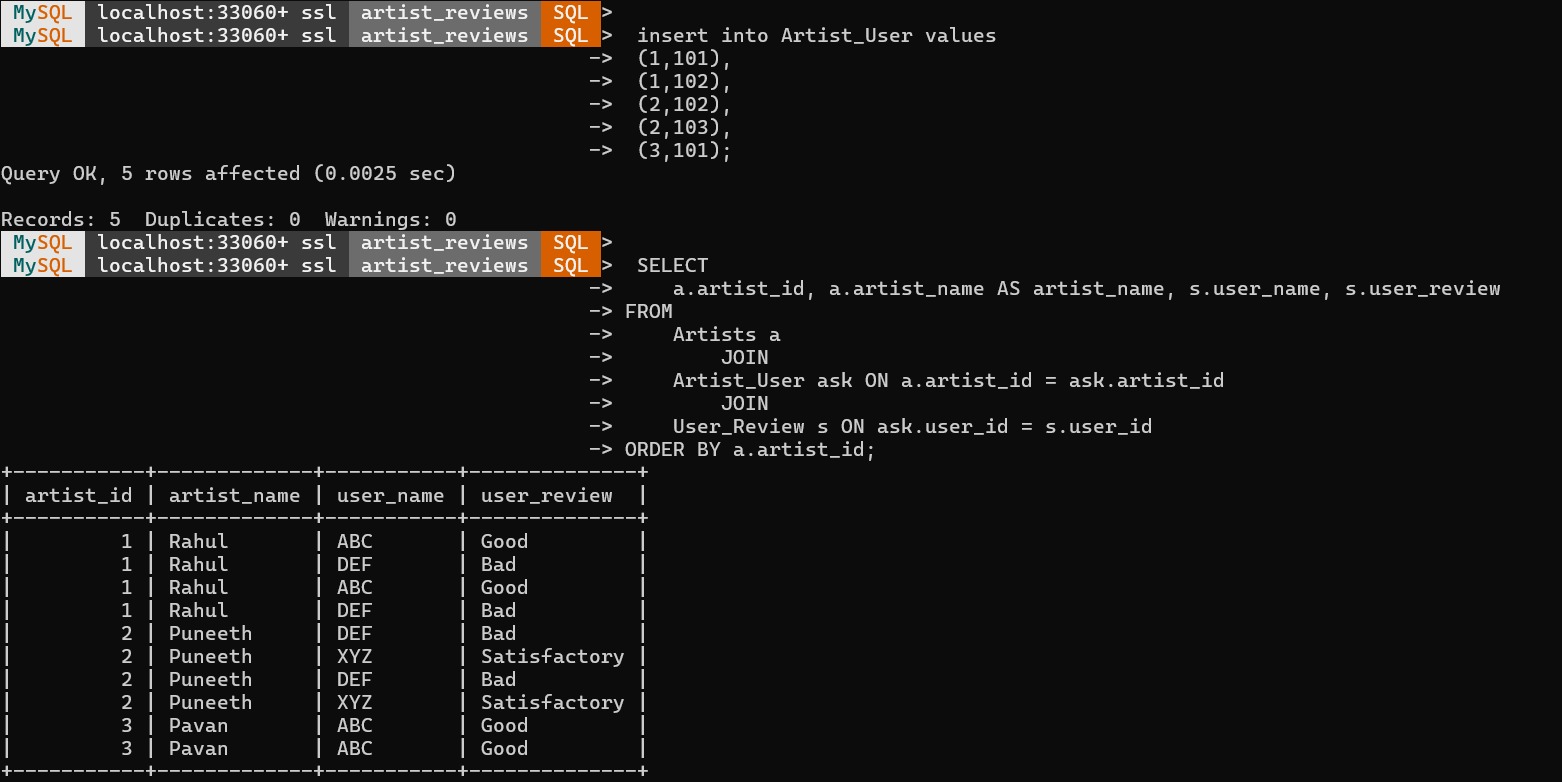 MySQL localhost:33060+ ssl artist_reviews SQL >
MySQL localhost:33060+ ssl artist_reviews SQL > insert into Artist_User values
-> (1,101),
-> (1,102),
-> (2,102),
-> (2,103),
-> (3,101);
Query OK, 5 rows affected (0.0025 sec)
Records: 5 Duplicates: 0 Warnings: 0
MySQL localhost:33060+ ssl artist_reviews SQL >
MySQL localhost:33060+ ssl artist_reviews SQL > SELECT
-> a.artist_id, a.artist_name AS artist_name, s.user_name, s.user_review
-> FROM
-> Artists a
-> JOIN
-> Artist_User ask ON a.artist_id = ask.artist_id
-> JOIN
-> User_Review s ON ask.user_id = s.user_id
-> ORDER BY a.artist_id;
+-----------+-------------+-----------+--------------+
| artist_id | artist_name | user_name | user_review  |
+-----------+-------------+-----------+--------------+
|         1 | Rahul       | ABC       | Good         |
|         1 | Rahul       | DEF       | Bad          |
|         1 | Rahul       | ABC       | Good         |
|         1 | Rahul       | DEF       | Bad          |
|         2 | Puneeth     | DEF       | Bad          |
|         2 | Puneeth     | XYZ       | Satisfactory |
|         2 | Puneeth     | DEF       | Bad          |
|         2 | Puneeth     | XYZ       | Satisfactory |
|         3 | Pavan       | ABC       | Good         |
|         3 | Pavan       | ABC       | Good         |
+-----------+-------------+-----------+--------------+